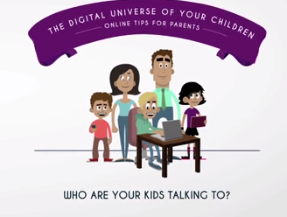 THE DIGITAL UNIVERSE OF YOUR CHILDREN
ONLINE TIPS FOR PARENTS
WHO ARE YOUR KIDS TALKING TO?